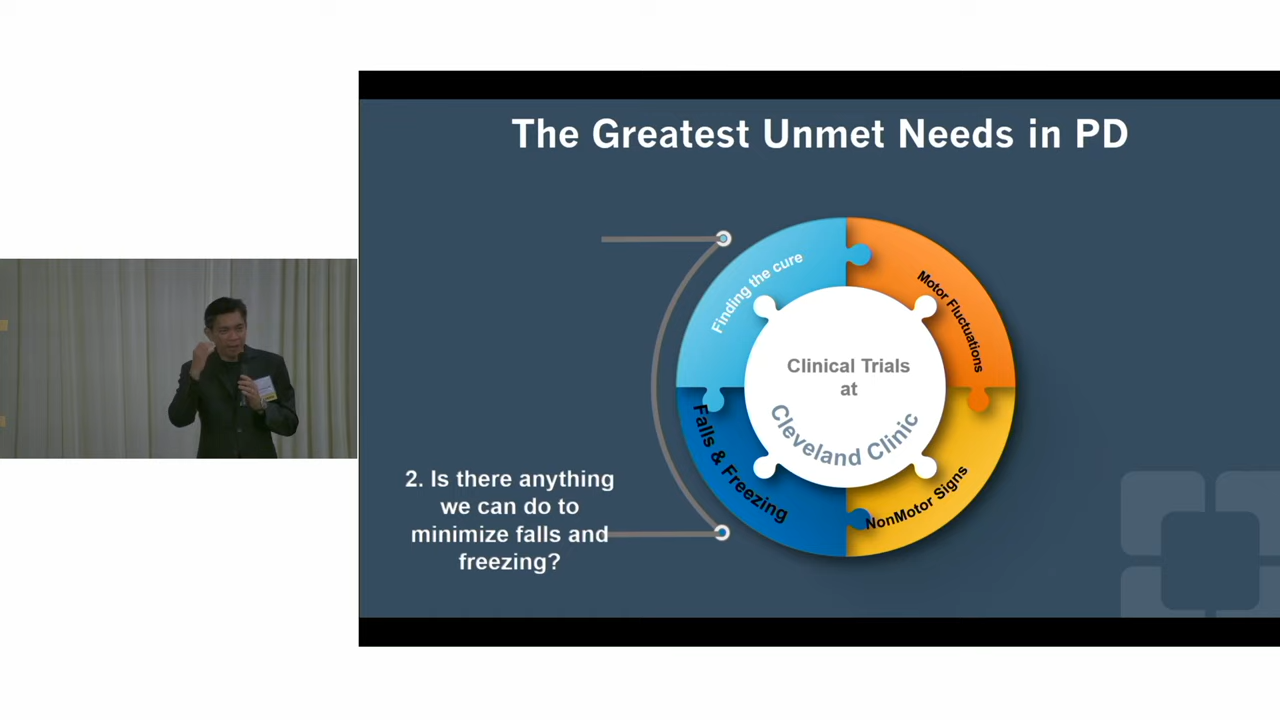 The Greatest Unmet Needs in PD
Finding the cure
Motor Fluctuations
Clinical Trials
at
Cleveland Clinic
Falls & Freezing
NonMotor Signs
2. Is there anything
we can do to
minimize falls and
freezing?